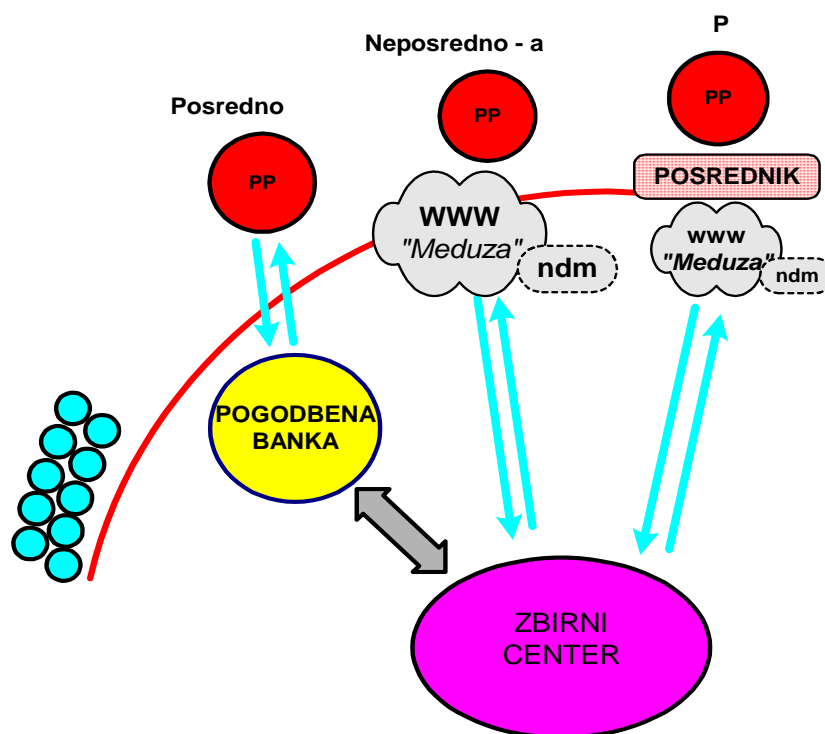 P
Neposredno - a
Posredno
PP
PP
PP
POSREDNIK
WWW
"Meduza"
ndm
www
"Meduza"
ndm
POGODBENA
BANKA
ZBIRNI
CENTER